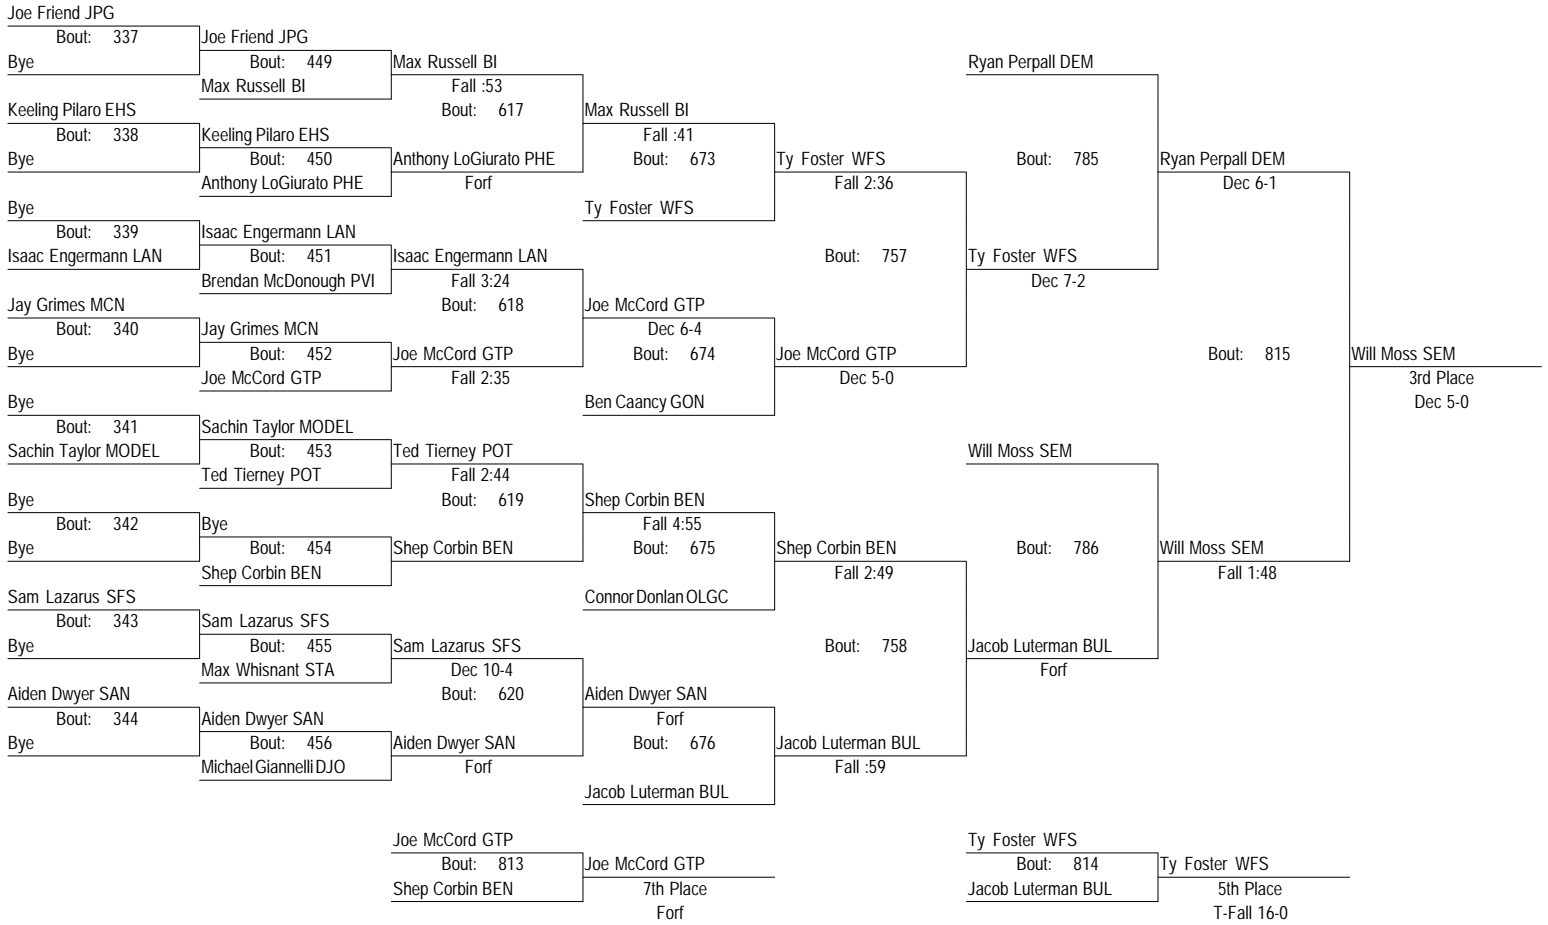 Joe Friend JPG
Bout: 337
Joe Friend JPG
Bye
Bout: 449
Max Russell BI
Ryan Perpall DEM
Max Russell BI
Fall :53
Keeling Pilaro EHS
Bout: 617
Max Russell BI
Bout: 338
Keeling Pilaro EHS
Fall :41
Bye
Bout: 450
Anthony LoGiurato PHE
Bout: 673
Ty Foster WFS
Bout: 785
Ryan Perpall DEM
Anthony LoGiurato PHE
Forf
Fall 2:36
Dec 6-1
Bye
Ty Foster WFS
Bout: 339
Isaac Engermann LAN
Isaac Engermann LAN
Bout: 451
Isaac Engermann LAN
Bout: 757
Ty Foster WFS
Brendan McDonough PVI
Fall 3:24
Dec 7-2
Jay Grimes MCN
Bout: 618
Joe McCord GTP
Bout: 340
Jay Grimes MCN
Dec 6-4
Bye
Bout: 452
Joe McCord GTP
Bout: 674
Joe McCord GTP
Bout: 815
Will Moss SEM
Joe McCord GTP
Fall 2:35
Dec 5-0
3rd Place
Bye
Ben Caancy GON
Dec 5-0
Bout: 341
Sachin Taylor MODEL
Sachin Taylor MODEL
Bout: 453
Ted Tierney POT
Will Moss SEM
Ted Tierney POT
Fall 2:44
Bye
Bout: 619
Shep Corbin BEN
Bout: 342
Bye
Fall 4:55
Bye
Bout: 454
Shep Corbin BEN
Bout: 675
Shep Corbin BEN
Bout: 786
Will Moss SEM
Shep Corbin BEN
Fall 2:49
Fall 1:48
Sam Lazarus SFS
Connor Donlan OLGC
Bout: 343
Sam Lazarus SFS
Bye
Bout: 455
Sam Lazarus SFS
Bout: 758
Jacob Luterman BUL
Max Whisnant STA
Dec 10-4
Forf
Aiden Dwyer SAN
Bout: 620
Aiden Dwyer SAN
Bout: 344
Aiden Dwyer SAN
Forf
Bye
Bout: 456
Aiden Dwyer SAN
Bout: 676
Jacob Luterman BUL
Michael Giannelli DJO
Forf
Fall :59
Jacob Luterman BUL
Joe McCord GTP
Ty Foster WFS
Bout: 813
Joe McCord GTP
Bout: 814
Ty Foster WFS
Shep Corbin BEN
7th Place
Jacob Luterman BUL
5th Place
Forf
T-Fall 16-0